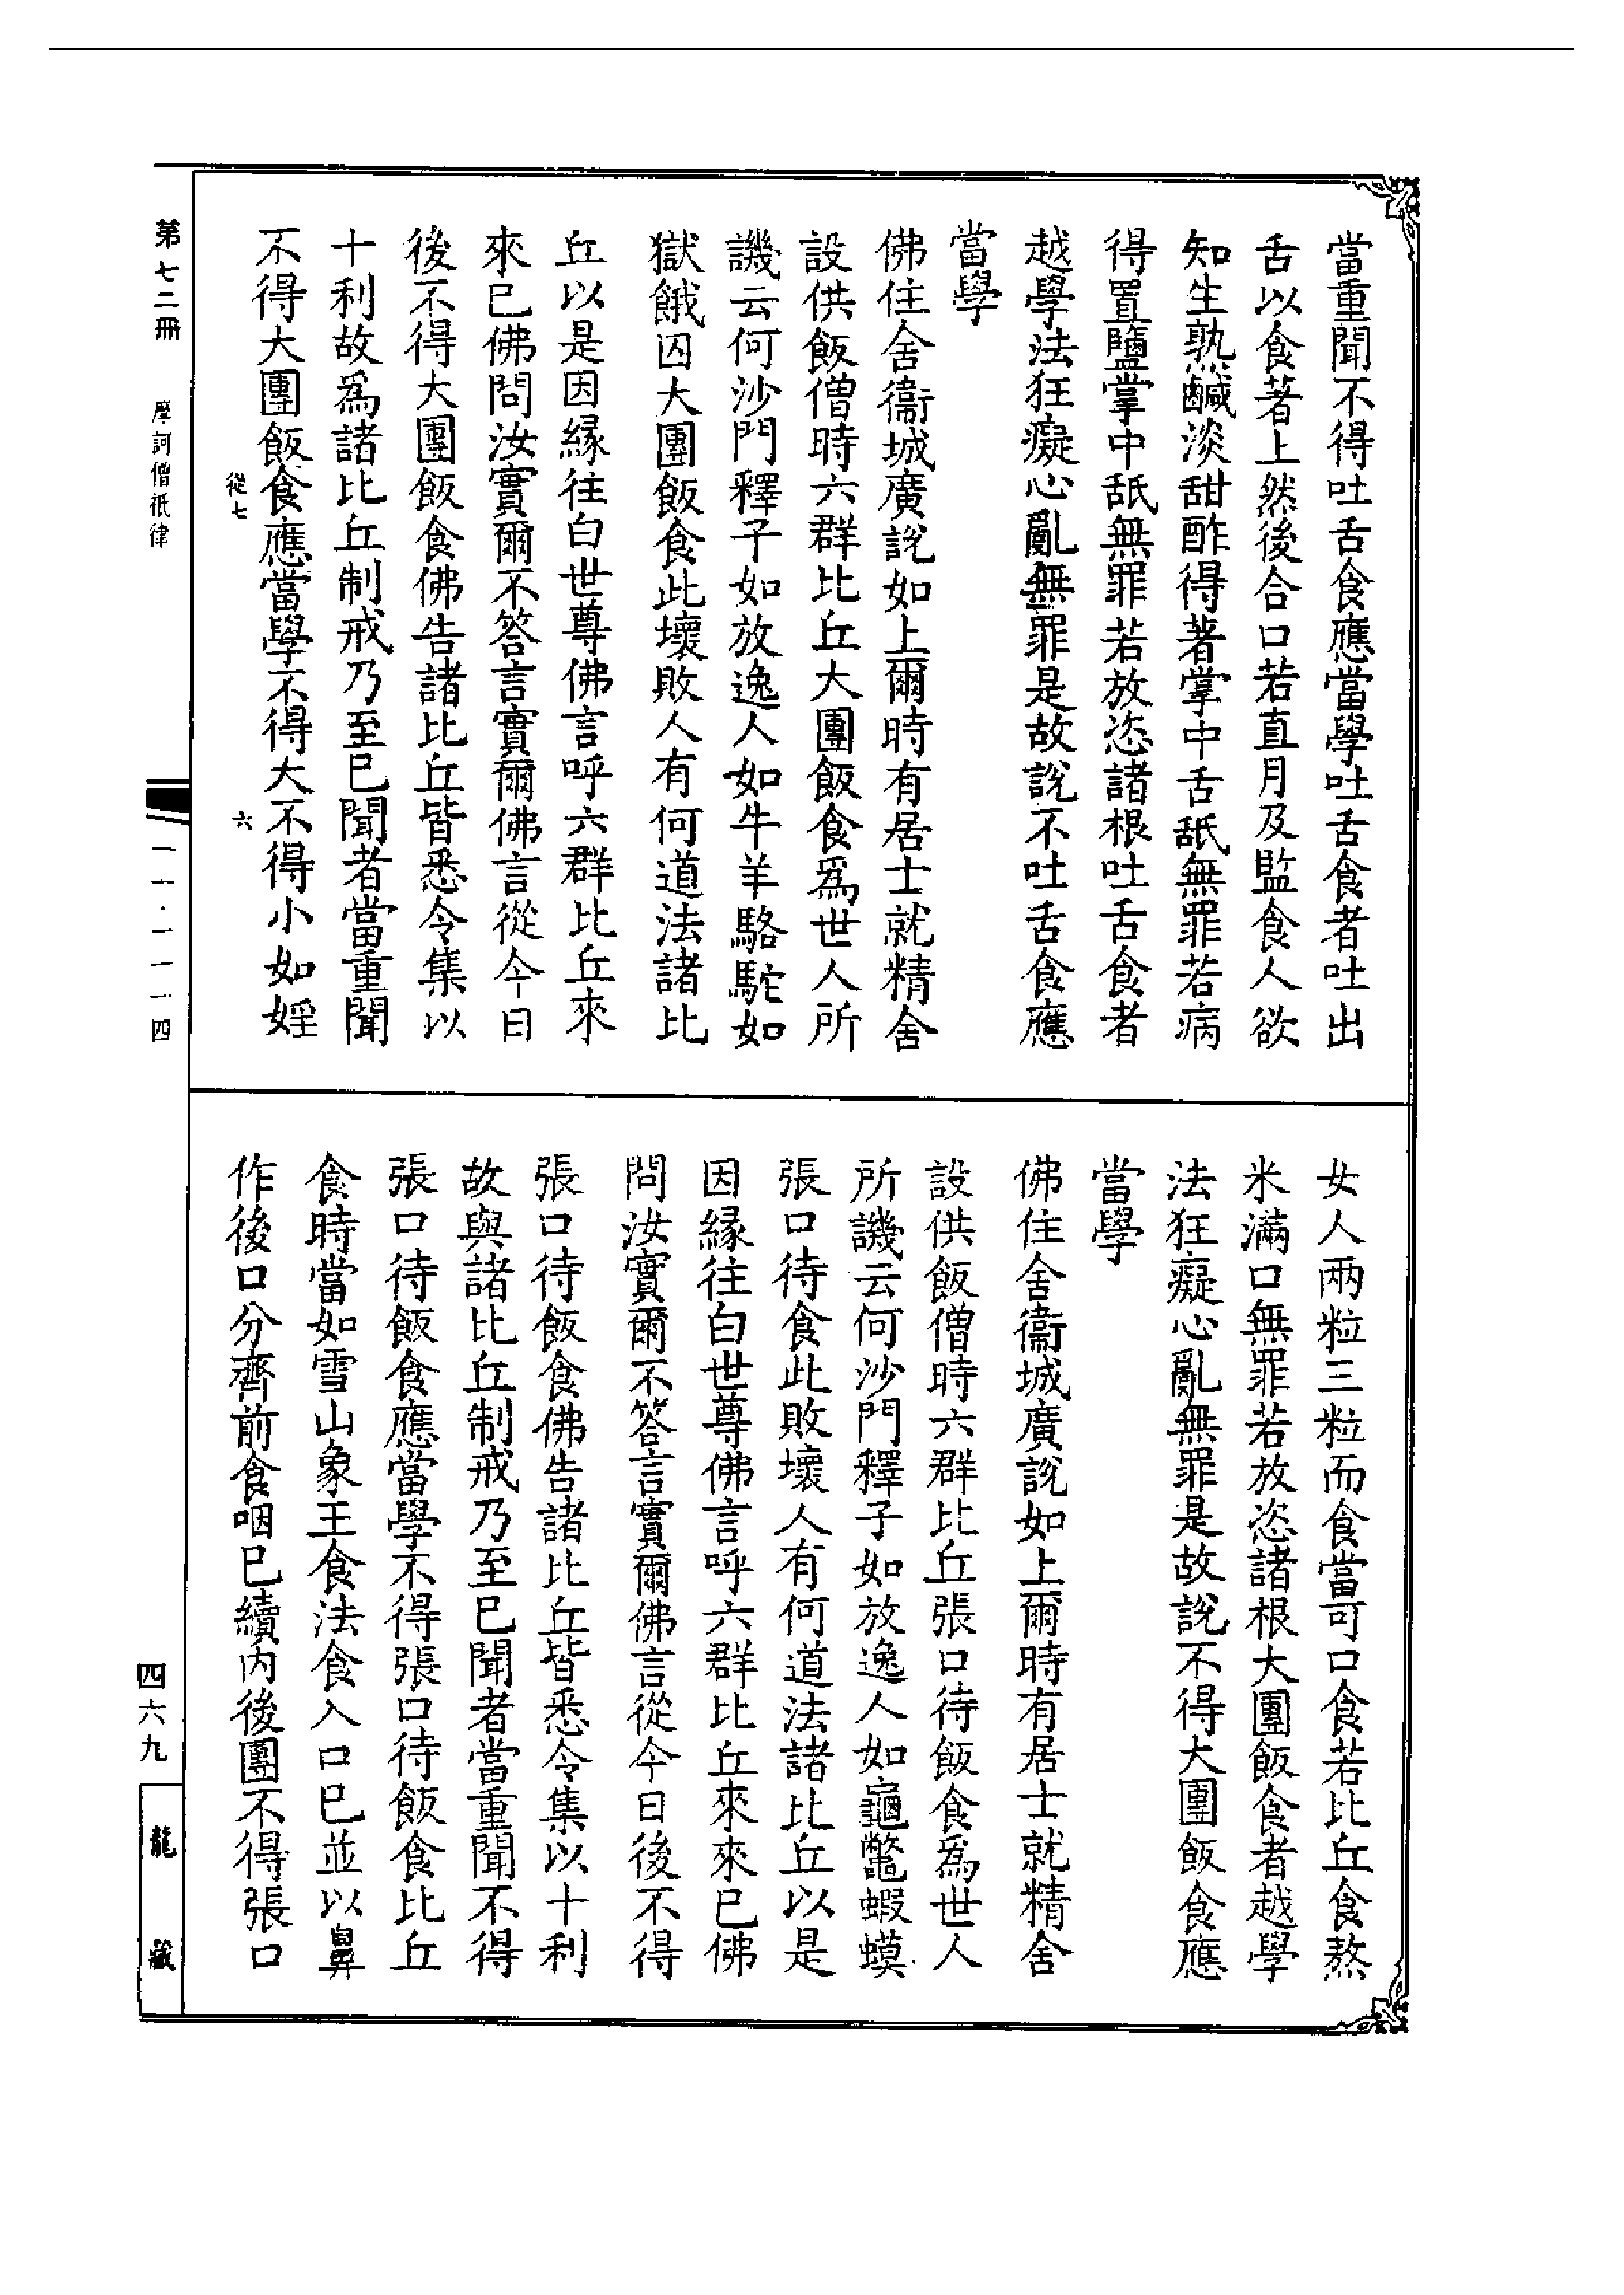 當重聞不得吐舌食應當學吐舌食者吐出
舌以食著上然後合口若直月及監食人欲
知生熟鹹淡甜酢得著掌中舌舐無罪若病
得置鹽掌中舐無罪若放恣諸根吐舌食者
越學法狂癡心亂無罪是故說不吐舌食應
當學
佛住舍衞城廣說如上爾時有居士就精舍
設供飯僧時六群比丘大團飯食爲世人所
譏云何沙門釋子如放逸人如牛羊駱駝如
獄餓囚大團飯食此壞敗人有何道法諸比
丘以是因緣往白世尊佛言呼六群比丘來
來已佛問汝實爾不答言實爾佛言從今日
後不得大團飯食佛告諸比丘皆悉令集以
十利故爲諸比丘制戒乃至已聞者當重聞
不得大團飯食應當學不得大不得小如婬
從七
六
第七二冊
摩訶僧祇律
一一一·一一一四
女人兩粒三粒而食當可口食若比丘食熬
米滿口無罪若放恣諸根大團飯食者越學
法狂癡心亂無罪是故說不得大團飯食應
當學
佛住舍衞城廣說如上爾時有居士就精舍
設供飯僧時六群比丘張口待飯食爲世人
所譏云何沙門釋子如放逸人如龜鼈蝦蟆
張口待食此敗壞人有何道法諸比丘以是
因緣往白世尊佛言呼六群比丘來來已佛
問汝實爾不答言實爾佛言從今日後不得
張口待飯食佛告諸比丘皆悉令集以十利
故與諸比丘制戒乃至已聞者當重聞不得
張口待飯食應當學不得張口待飯食比丘
食時當如雪山象王食法食入口已並以鼻
作後口分齊前食咽已續內後團不得張口
四六九
龍藏